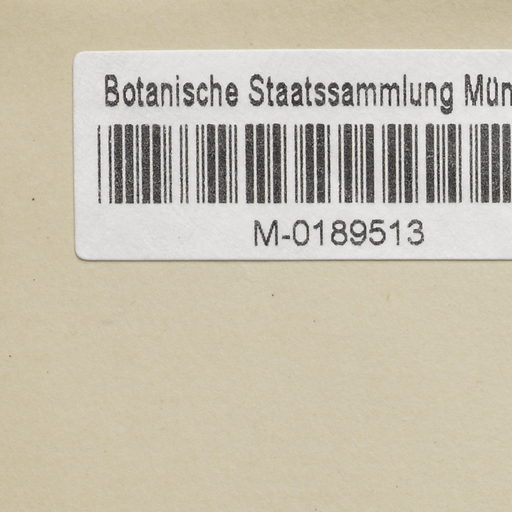 Botanische Staatssammlung Mün
M-0189513